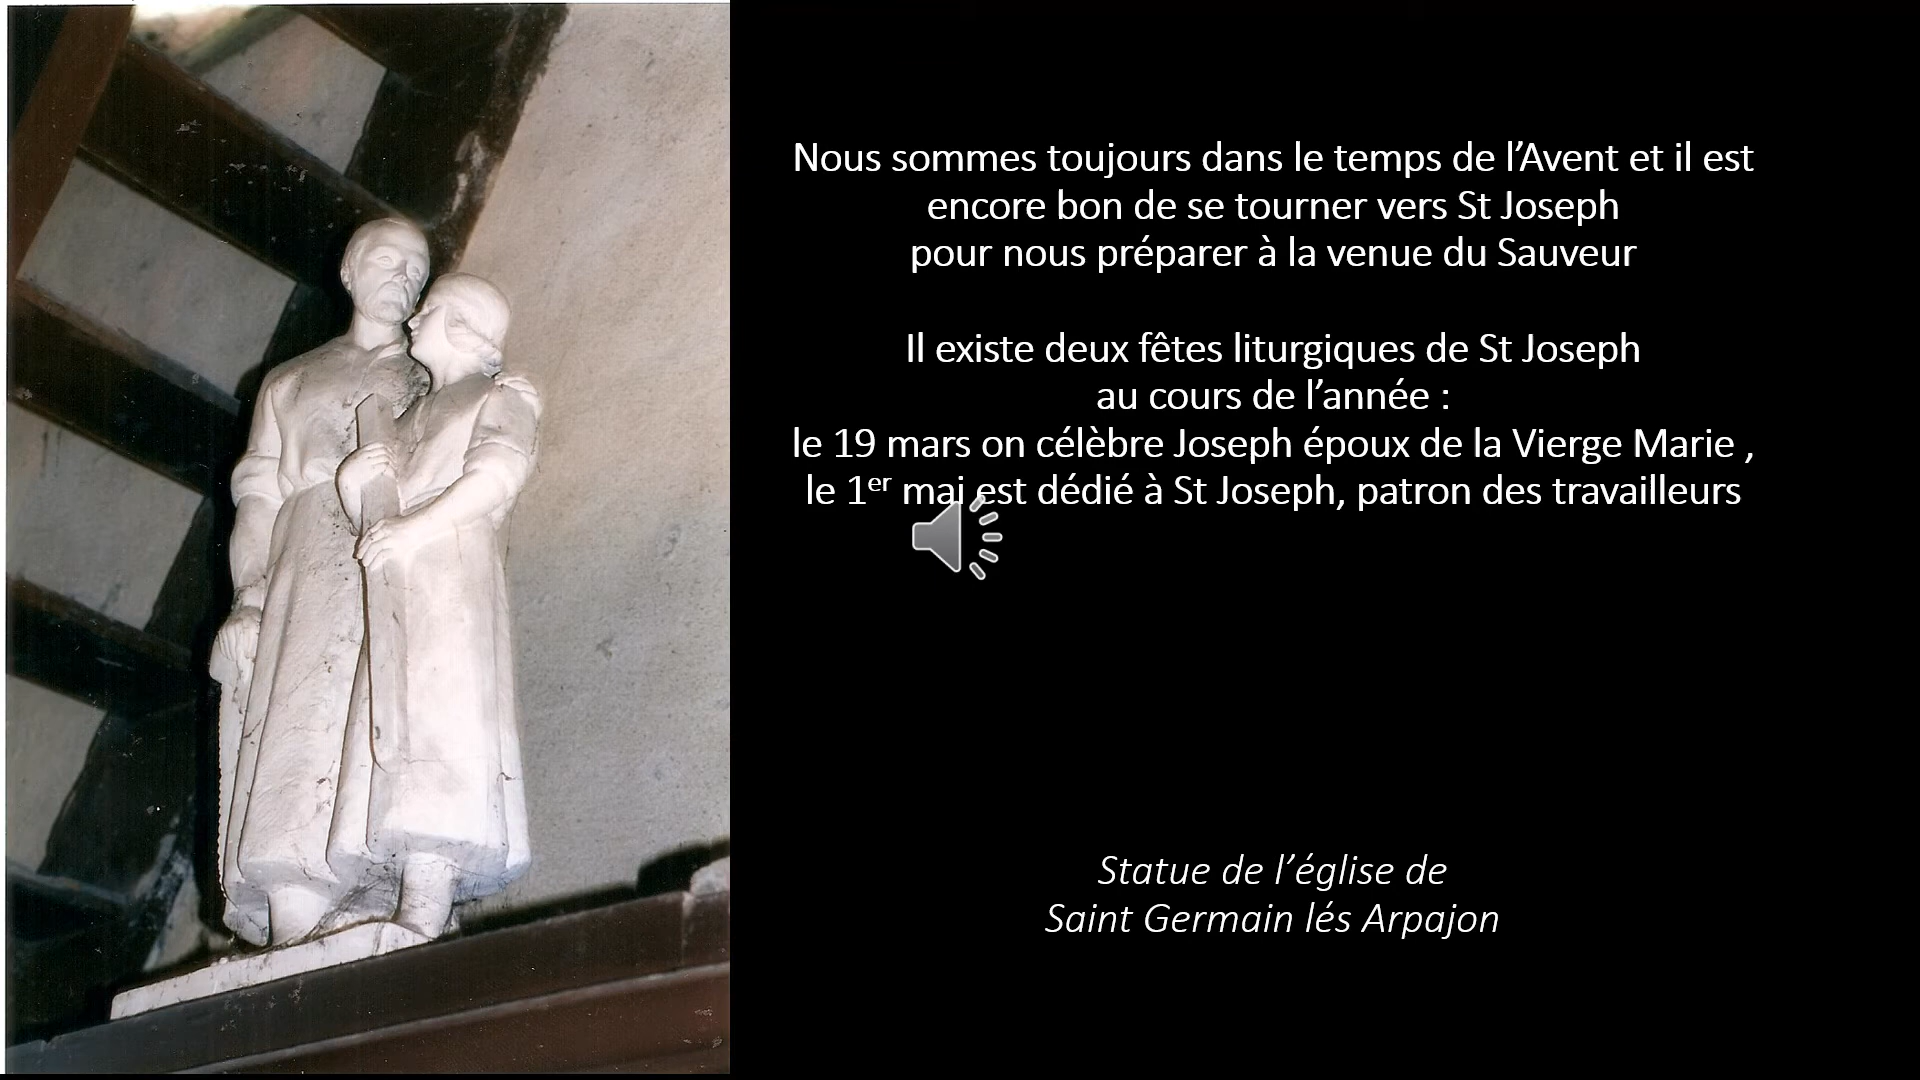 Nous sommes toujours dans le temps de l’Avent et il est
encore bon de se tourner vers St Joseph
pour nous préparer à la venue du Sauveur
Il existe deux fêtes liturgiques de St Joseph
au cours de l’année :
le 19 mars on célèbre Joseph époux de la Vierge Marie ,
le 1er mai est dédié à St Joseph, patron des travailleurs
Statue de l’église de
Saint Germain lés Arpajon